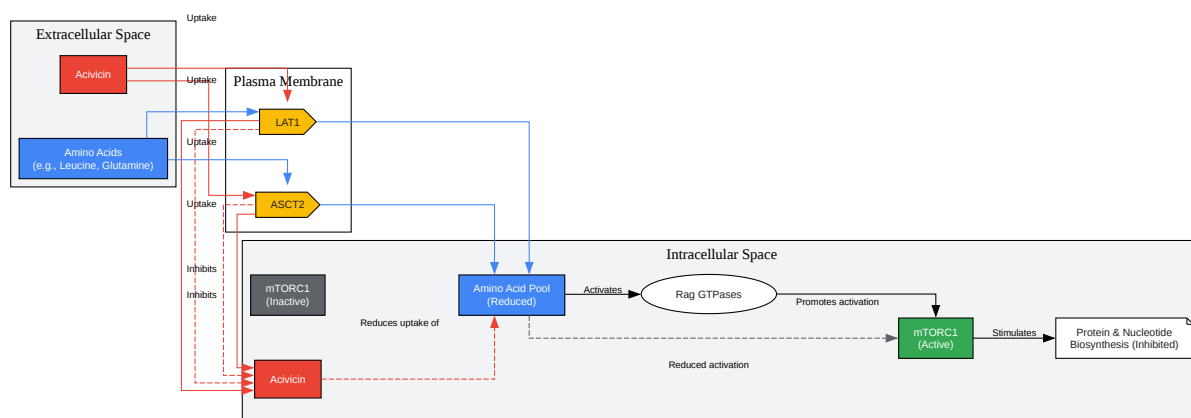 Uptake
Extracellular Space
Acivicin
Uptake
Plasma Membrane
LAT1
Uptake
Amino Acids
(e.g., Leucine, Glutamine)
Uptake
ASCT2
Intracellular Space
Inhibits
Inhibits
mTORC1
(Inactive)
Amino Acid Pool
(Reduced)
Activates
Rag GTPases
Promotes activation
Reduces uptake of
mTORC1
(Active)
Stimulates
Protein & Nucleotide
Biosynthesis (Inhibited)
Reduced activation
Acivicin